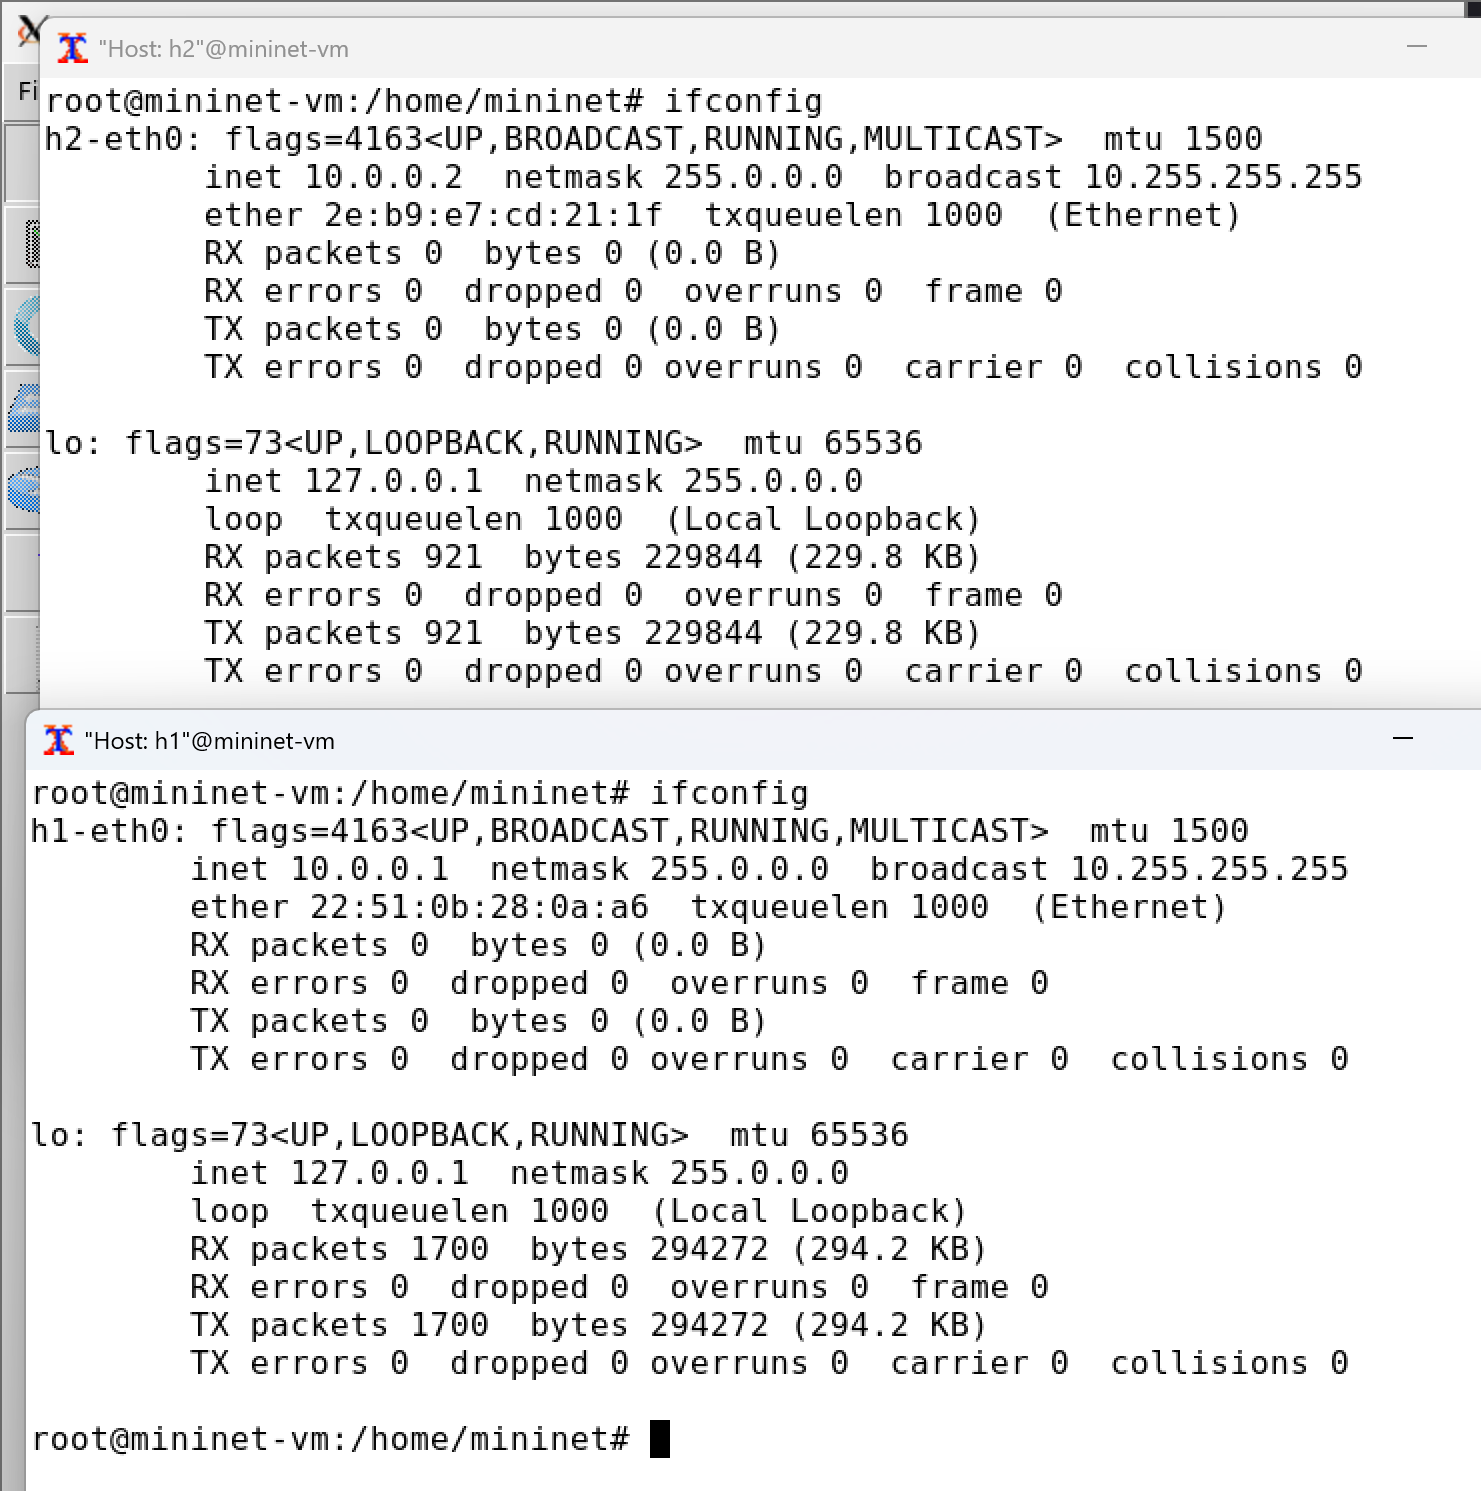 "Host: h2"@mininet-vm
Fi
root@mininet-vm:/home/mininet# ifconfig
h2-eth0: flags=4163<UP,BROADCAST,RUNNING,MULTICAST>  mtu 1500
        inet 10.0.0.2  netmask 255.0.0.0  broadcast 10.255.255.255
        ether 2e:b9:e7:cd:21:1f  txqueuelen 1000  (Ethernet)
        RX packets 0  bytes 0 (0.0 B)
        RX errors 0  dropped 0  overruns 0  frame 0
        TX packets 0  bytes 0 (0.0 B)
        TX errors 0  dropped 0 overruns 0  carrier 0  collisions 0

lo: flags=73<UP,LOOPBACK,RUNNING>  mtu 65536
        inet 127.0.0.1  netmask 255.0.0.0
        loop  txqueuelen 1000  (Local Loopback)
        RX packets 921  bytes 229844 (229.8 KB)
        RX errors 0  dropped 0  overruns 0  frame 0
        TX packets 921  bytes 229844 (229.8 KB)
        TX errors 0  dropped 0 overruns 0  carrier 0  collisions 0
"Host: h1"@mininet-vm
root@mininet-vm:/home/mininet# ifconfig
h1-eth0: flags=4163<UP,BROADCAST,RUNNING,MULTICAST>  mtu 1500
        inet 10.0.0.1  netmask 255.0.0.0  broadcast 10.255.255.255
        ether 22:51:0b:28:0a:a6  txqueuelen 1000  (Ethernet)
        RX packets 0  bytes 0 (0.0 B)
        RX errors 0  dropped 0  overruns 0  frame 0
        TX packets 0  bytes 0 (0.0 B)
        TX errors 0  dropped 0 overruns 0  carrier 0  collisions 0

lo: flags=73<UP,LOOPBACK,RUNNING>  mtu 65536
        inet 127.0.0.1  netmask 255.0.0.0
        loop  txqueuelen 1000  (Local Loopback)
        RX packets 1700  bytes 294272 (294.2 KB)
        RX errors 0  dropped 0  overruns 0  frame 0
        TX packets 1700  bytes 294272 (294.2 KB)
        TX errors 0  dropped 0 overruns 0  carrier 0  collisions 0

root@mininet-vm:/home/mininet#